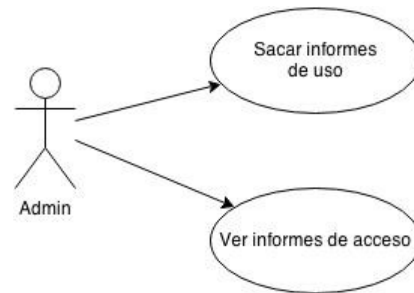 Sacar informes
de uso
Admin
Ver informes de acceso